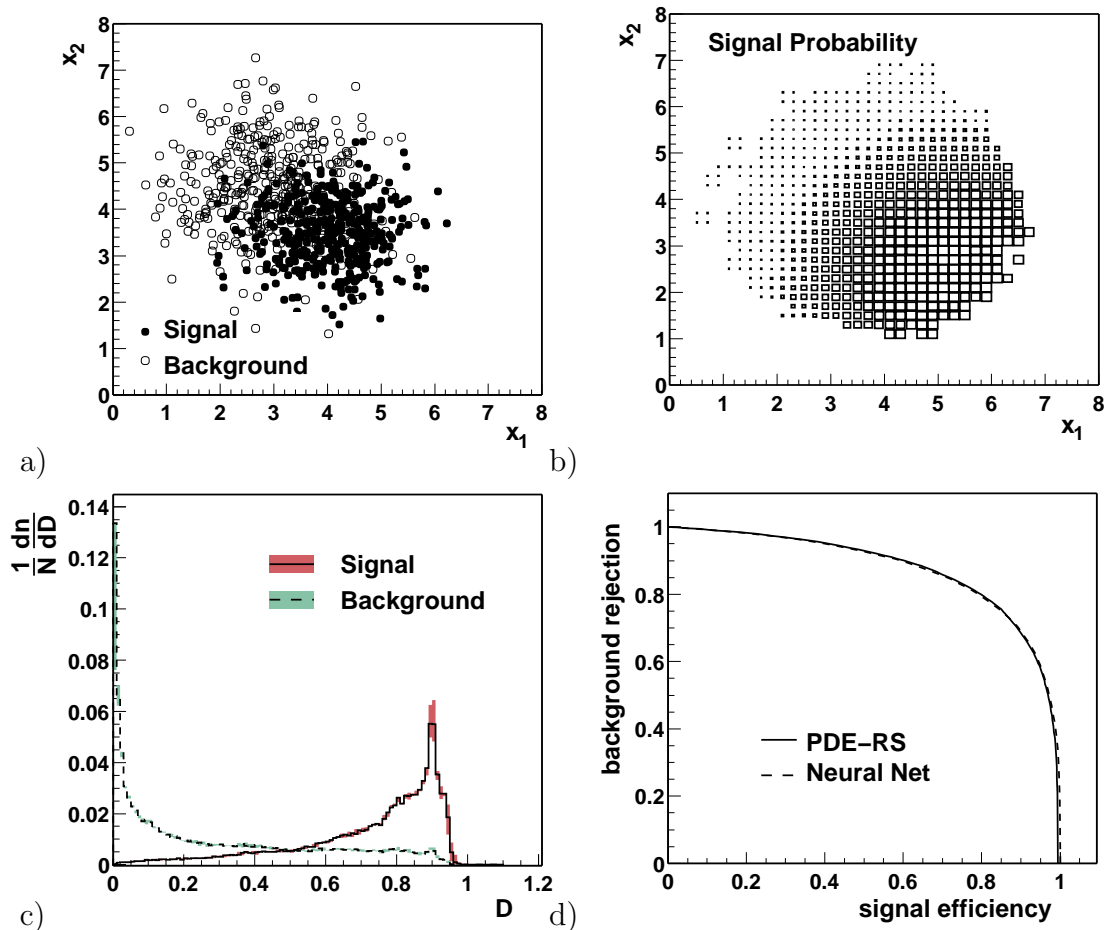 x2
8
7
6
5
4
3
2
1
0
Signal
Background
0 1 2 3 4 5 6 7 8
x1
a)
x2
8
7
6
5
4
3
2
1
0
Signal Probability
0 1 2 3 4 5 6 7 8
x1
b)
1/N dn/dD
0.14
0.12
0.1
0.08
0.06
0.04
0.02
0
Signal
Background
0 0.2 0.4 0.6 0.8 1 1.2
D
c)
background rejection
1
0.8
0.6
0.4
0.2
0
PDE–RS
Neural Net
0 0.2 0.4 0.6 0.8 1
signal efficiency
d)